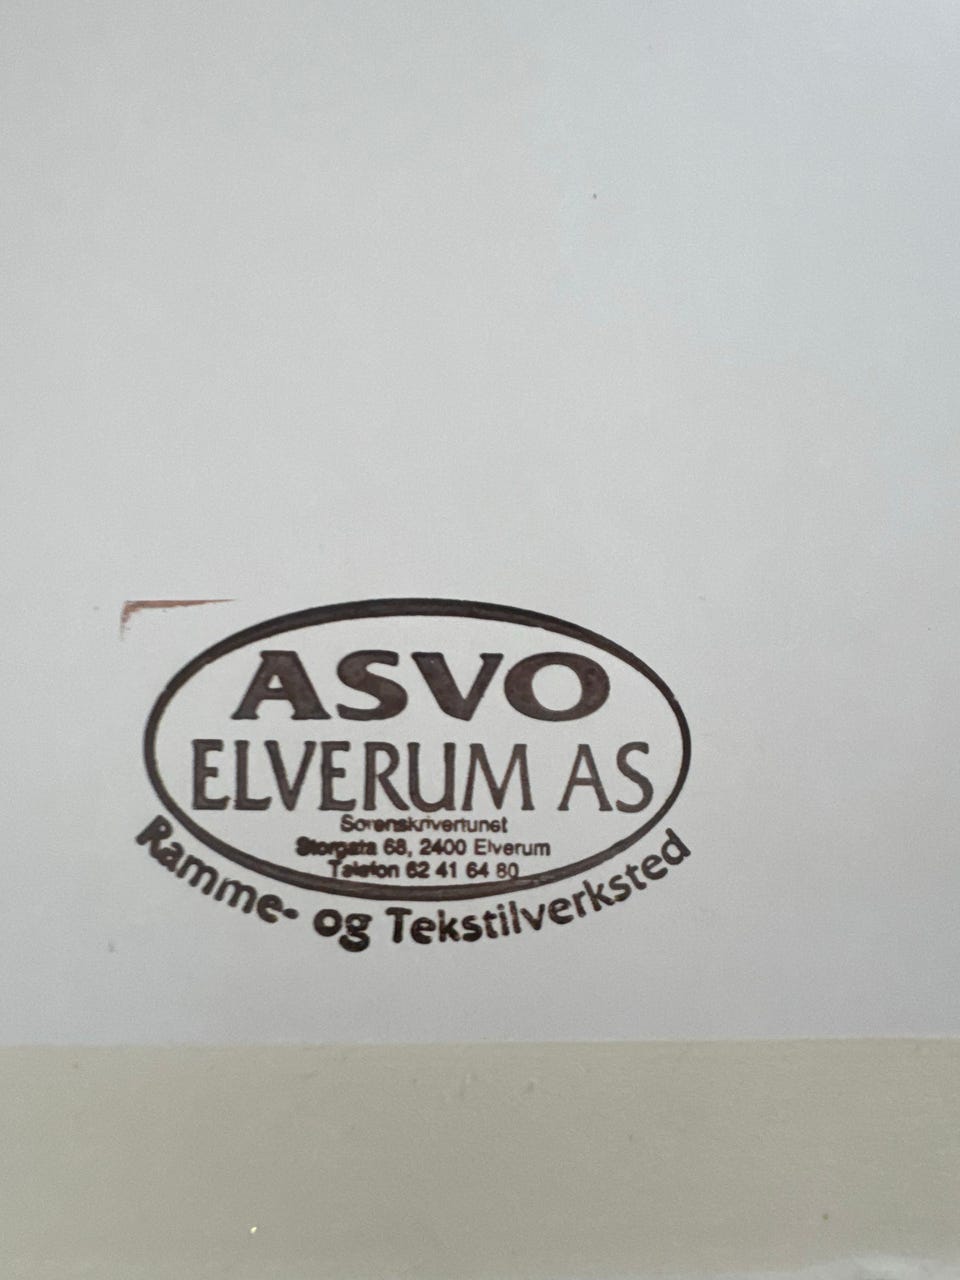 ASVO
ELVERUM AS
Sorenskrivertunet
Storgata 68, 2400 Elverum
Telefon 62 41 64 80
Ramme- og Tekstilverksted